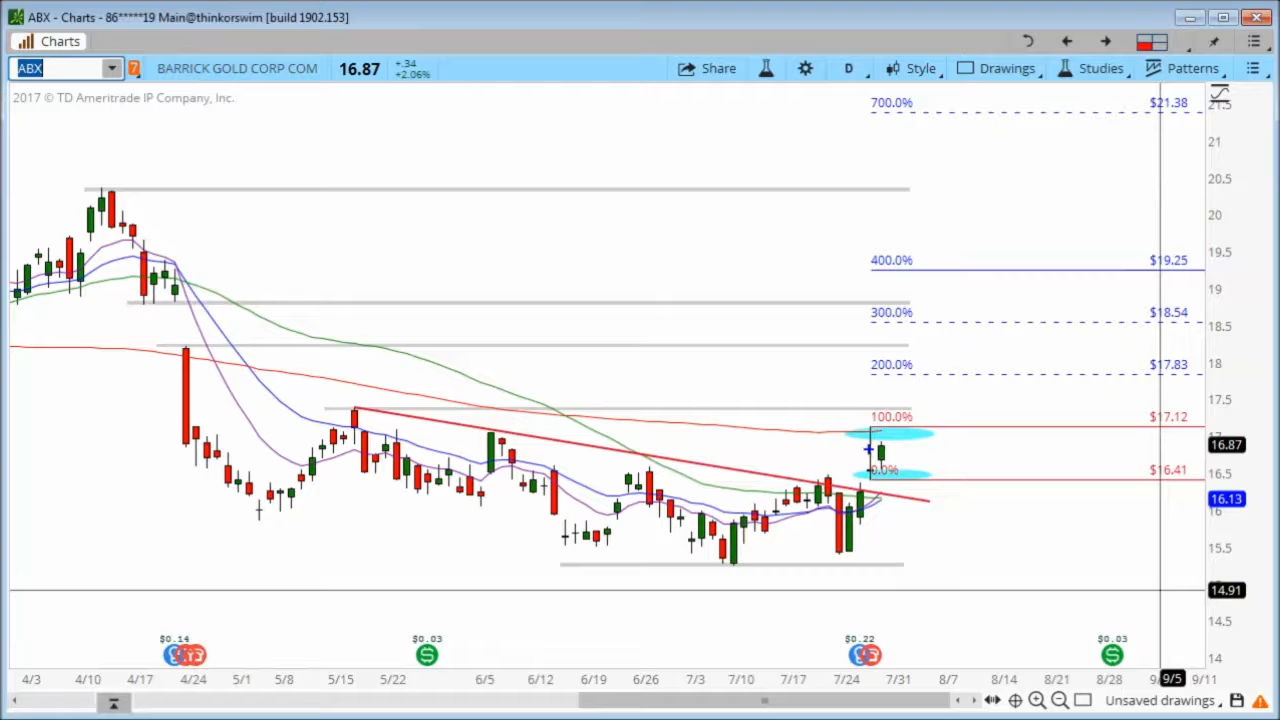 ABX - Charts - 86*****19 Main@thinkorswim [build 1902.153]
Charts
ABX
7
BARRICK GOLD CORP COM
16.87
+.34
+2.06%
Share
D
Style
Drawings
Studies
Patterns
2017 © TD Ameritrade IP Company, Inc.
700.0% $21.38
400.0% $19.25
300.0% $18.54
200.0% $17.83
100.0% $17.12
0.0% $16.41
21.5
21
20.5
20
19.5
19
18.5
18
17.5
16.87
16.5
16.13
16
15.5
14.91
14.5
14
$0.14 $0.03 $0.22 $0.03
4/3 4/10 4/17 4/24 5/1 5/8 5/15 5/22 6/12 6/19 6/26 7/3 7/10 7/17 7/24 7/31 8/7 8/14 8/21 8/28 9/5 9/11
Unsaved drawings